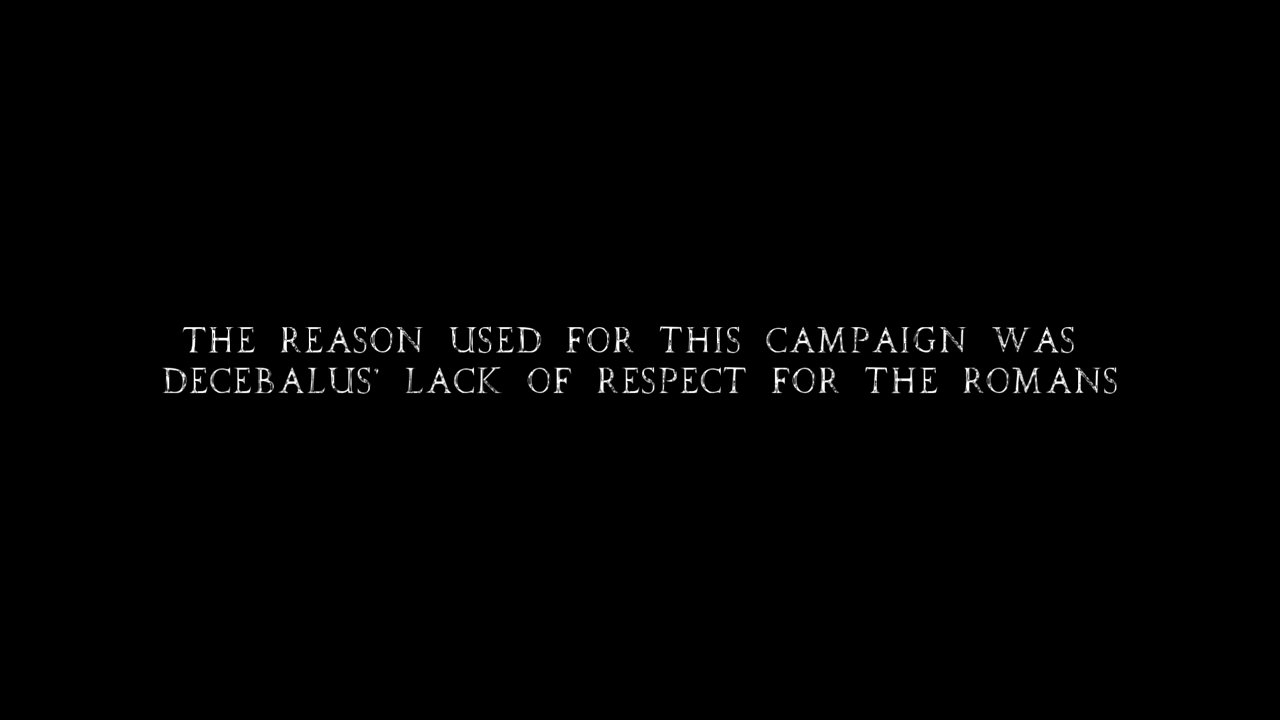 THE REASON USED FOR THIS CAMPAIGN WAS
DECEBALUS' LACK OF RESPECT FOR THE ROMANS